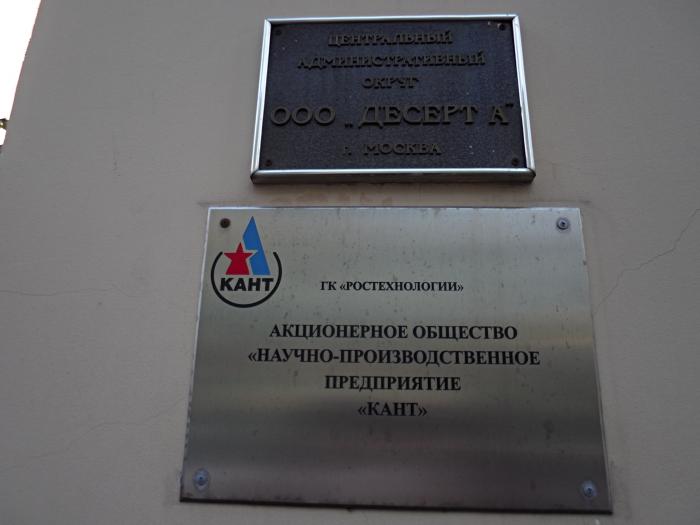 ЦЕНТРАЛЬНЫЙ
АДМИНИСТРАТИВНЫЙ
ОКРУГ
ООО „ДЕСЕРТ А"
г. МОСКВА
КАНТ
ГК «РОСТЕХНОЛОГИИ»
АКЦИОНЕРНОЕ ОБЩЕСТВО
«НАУЧНО-ПРОИЗВОДСТВЕННОЕ
ПРЕДПРИЯТИЕ
«КАНТ»